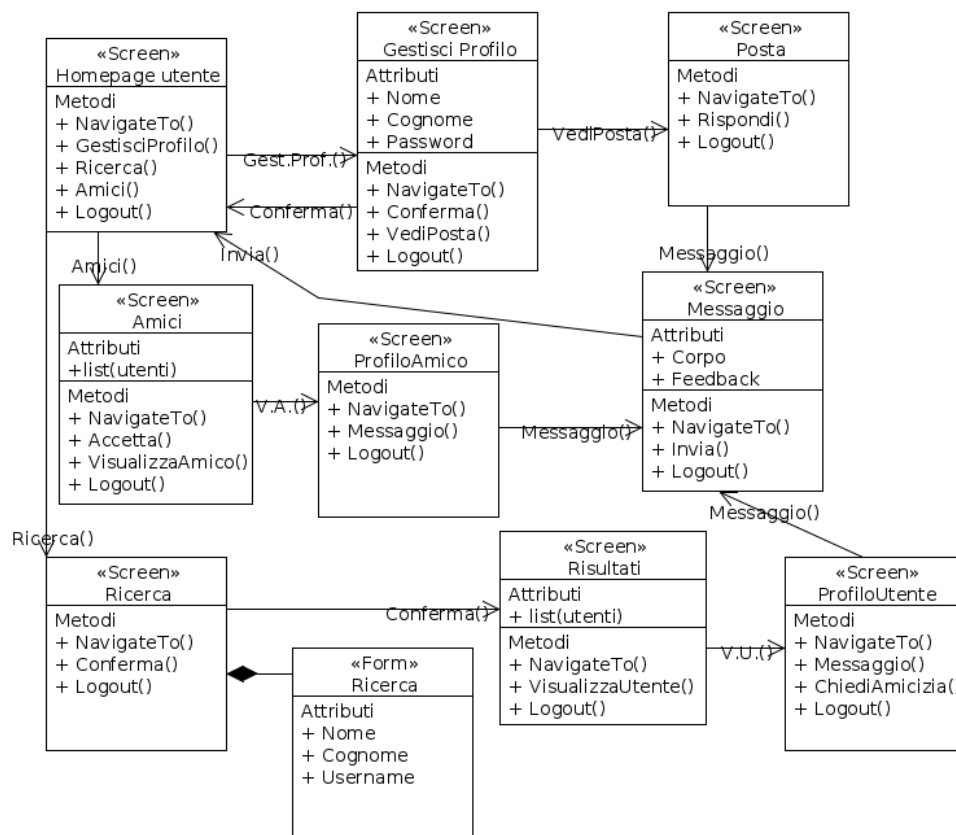 «Screen»
Homepage utente
Metodi
+ NavigateTo()
+ GestisciProfilo()
+ Ricerca()
+ Amici()
+ Logout()
«Screen»
Gestisci Profilo
Attributi
+ Nome
+ Cognome
+ Password
Metodi
+ NavigateTo()
+ Conferma()
+ VediPosta()
+ Logout()
«Screen»
Posta
Metodi
+ NavigateTo()
+ Rispondi()
+ Logout()
Gest.Prof.()
Conferma()
VediPosta()
Invia()
Amici()
Messaggio()
«Screen»
Amici
Attributi
+list(utenti)
Metodi
+ NavigateTo()
+ Accetta()
+ VisualizzaAmico()
+ Logout()
V.A.()
«Screen»
ProfiloAmico
Metodi
+ NavigateTo()
+ Messaggio()
+ Logout()
Messaggio()
«Screen»
Messaggio
Attributi
+ Corpo
+ Feedback
Metodi
+ NavigateTo()
+ Invia()
+ Logout()
Messaggio()
Ricerca()
«Screen»
Ricerca
Metodi
+ NavigateTo()
+ Conferma()
+ Logout()
Conferma()
«Form»
Ricerca
Attributi
+ Nome
+ Cognome
+ Username
«Screen»
Risultati
Attributi
+ list(utenti)
Metodi
+ NavigateTo()
+ VisualizzaUtente()
+ Logout()
V.U.()
«Screen»
ProfiloUtente
Metodi
+ NavigateTo()
+ Messaggio()
+ ChiediAmicizia()
+ Logout()